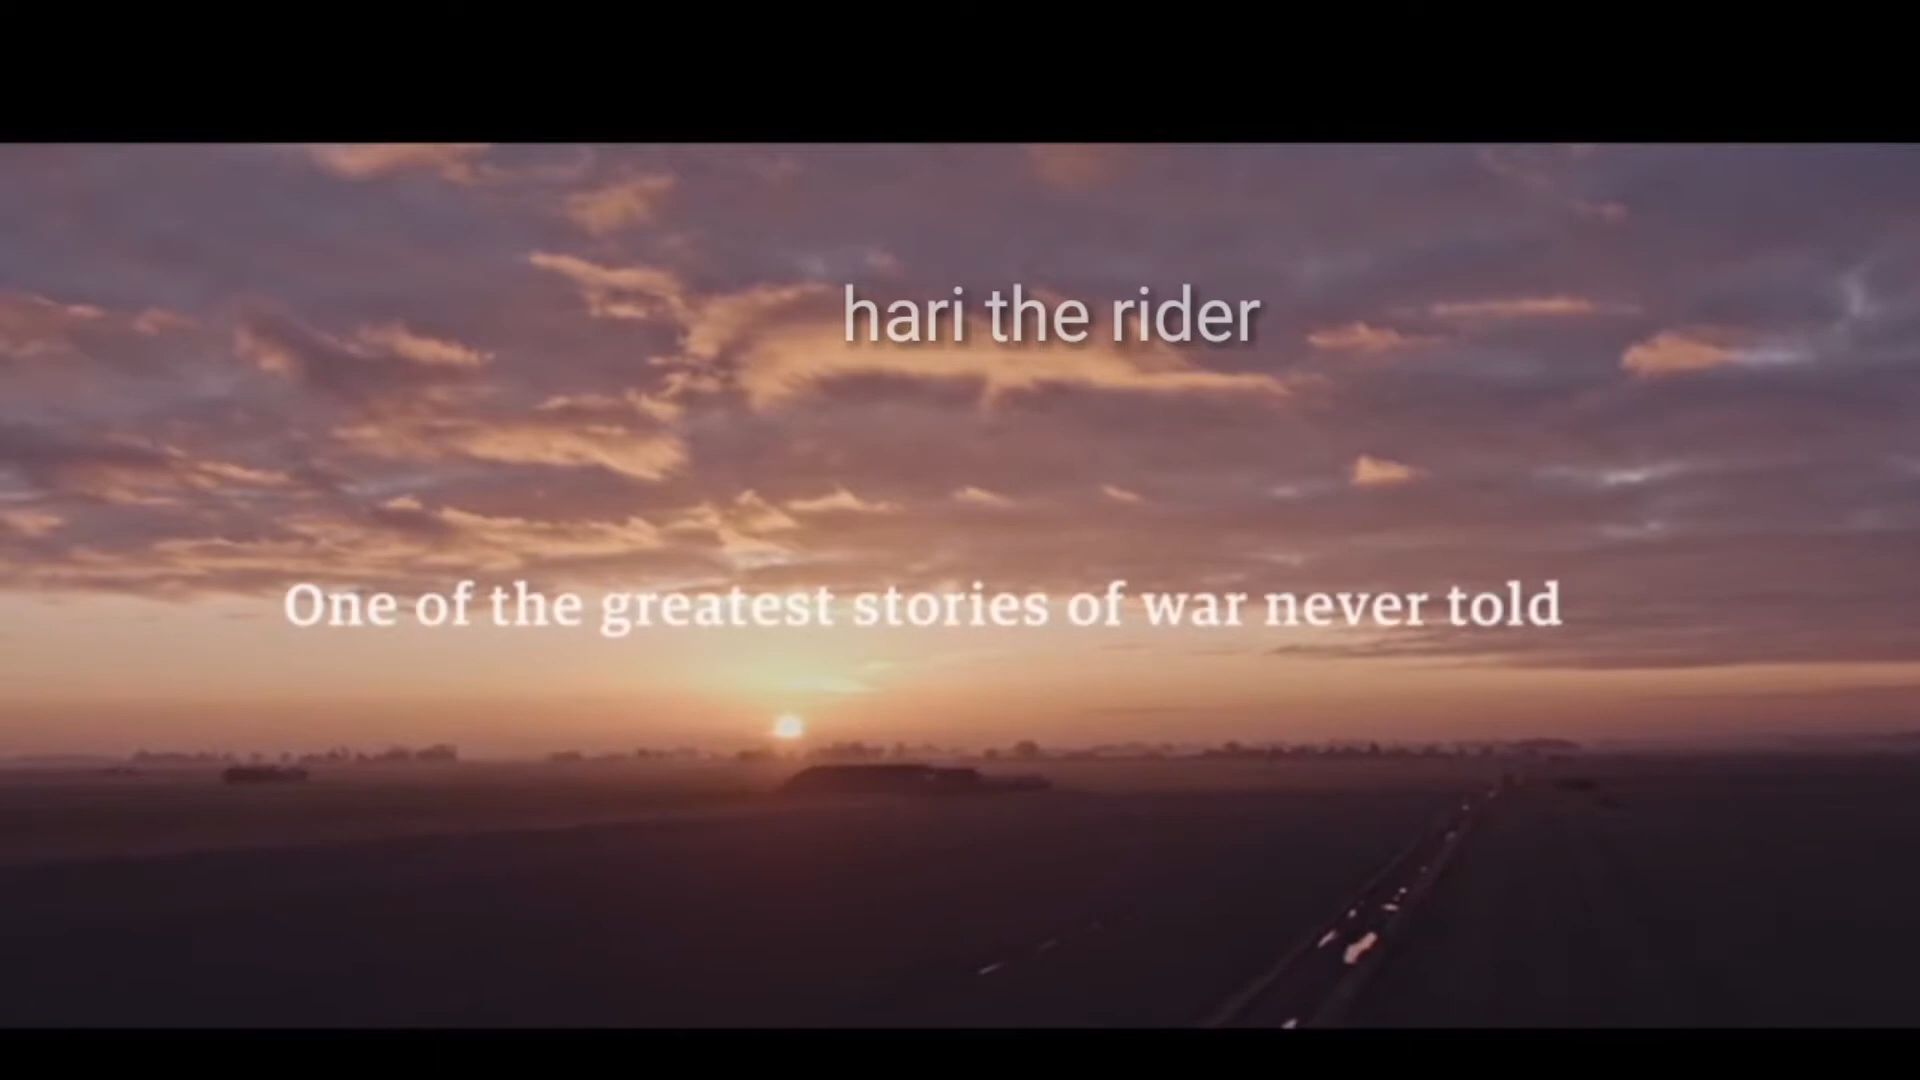 hari the rider
One of the greatest stories of war never told